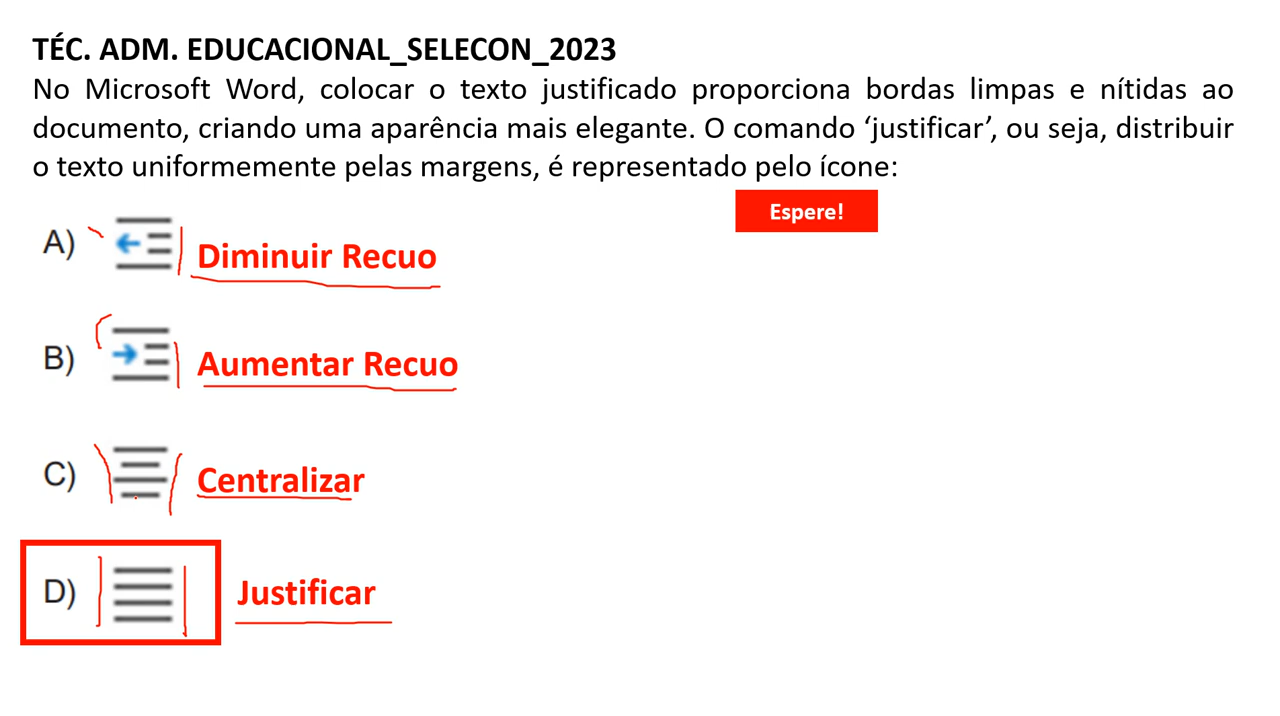 TÉC. ADM. EDUCACIONAL_SELECON_2023
No Microsoft Word, colocar o texto justificado proporciona bordas limpas e nítidas ao
documento, criando uma aparência mais elegante. O comando ‘justificar’, ou seja, distribuir
o texto uniformemente pelas margens, é representado pelo ícone:
Espere!
A) Diminuir Recuo
B) Aumentar Recuo
C) Centralizar
D) Justificar